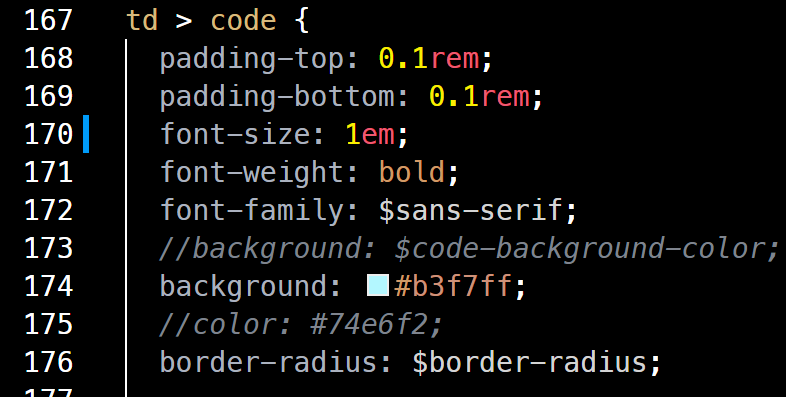 167 td > code {
168 padding-top: 0.1rem;
169 padding-bottom: 0.1rem;
170 font-size: 1em;
171 font-weight: bold;
172 font-family: $sans-serif;
173 //background: $code-background-color;
174 background: #b3f7ff;
175 //color: #74e6f2;
176 border-radius: $border-radius;
177